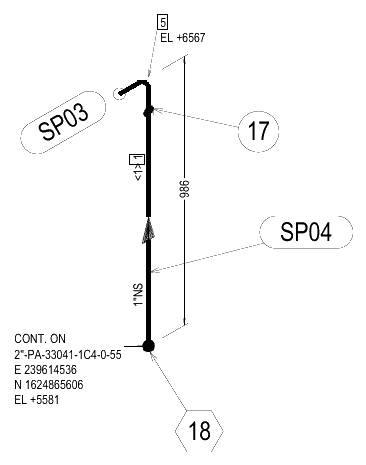 5
EL +6567
SP03
17
<1> 1
986
SP04
1"NS
CONT. ON
2"-PA-33041-1C4-0-55
E 239614536
N 1624865606
EL +5581
18